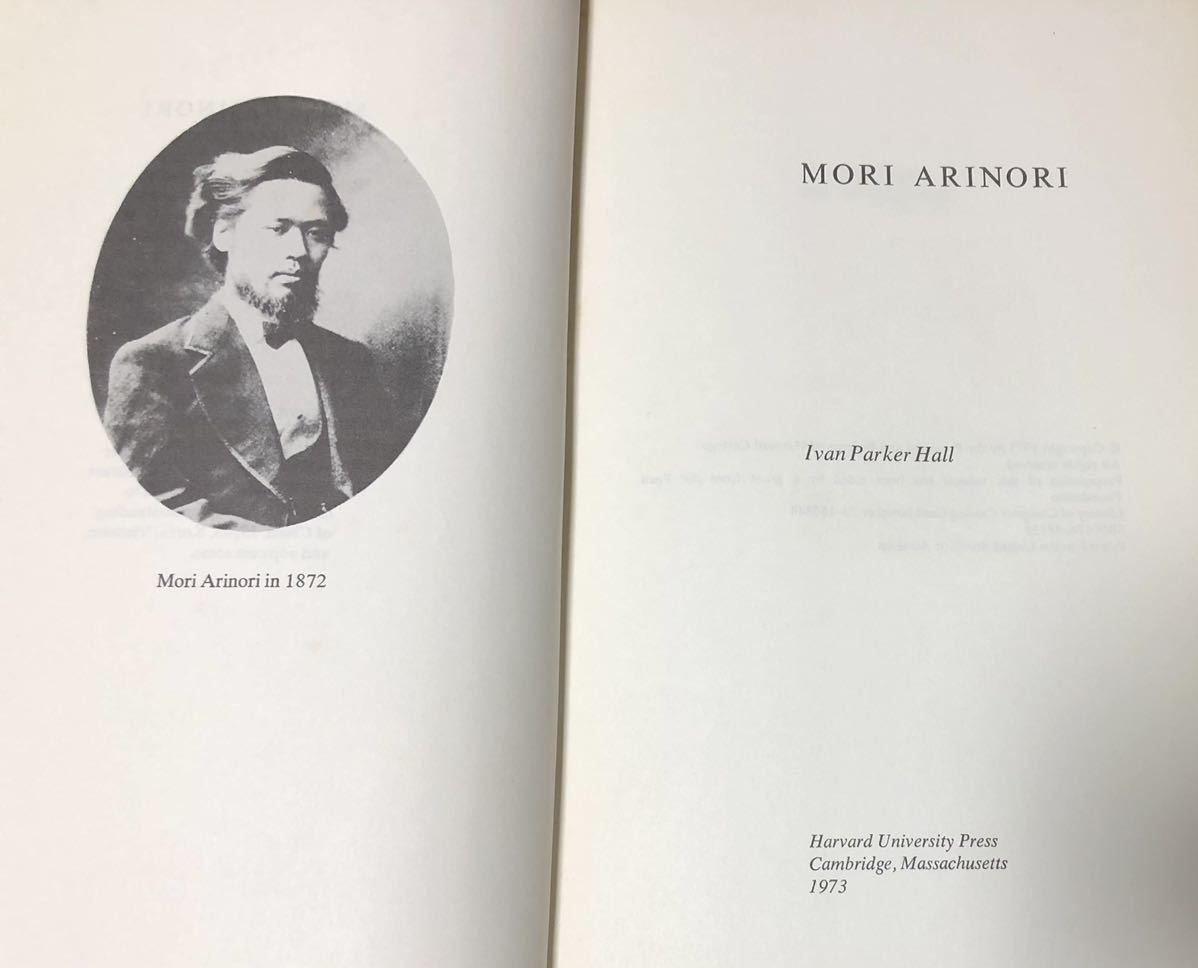 Mori Arinori in 1872
MORI ARINORI
Ivan Parker Hall
Harvard University Press
Cambridge, Massachusetts
1973